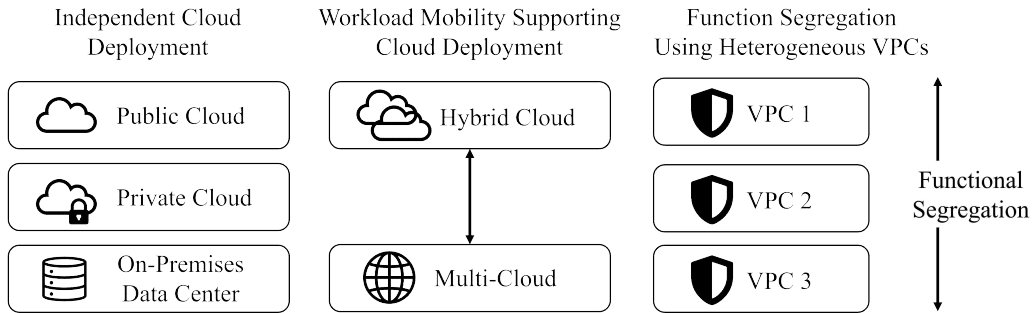 Independent Cloud
Deployment
Public Cloud
Private Cloud
On-Premises
Data Center
Workload Mobility Supporting
Cloud Deployment
Hybrid Cloud
Multi-Cloud
Function Segregation
Using Heterogeneous VPCs
VPC 1
VPC 2
VPC 3
Functional
Segregation